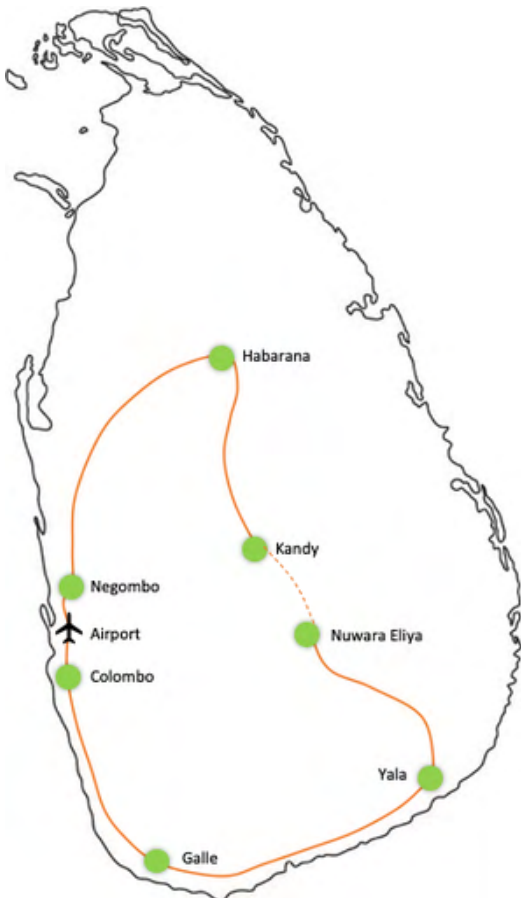 Habarana
Kandy
Negombo
Airport
Nuwara Eliya
Colombo
Yala
Galle